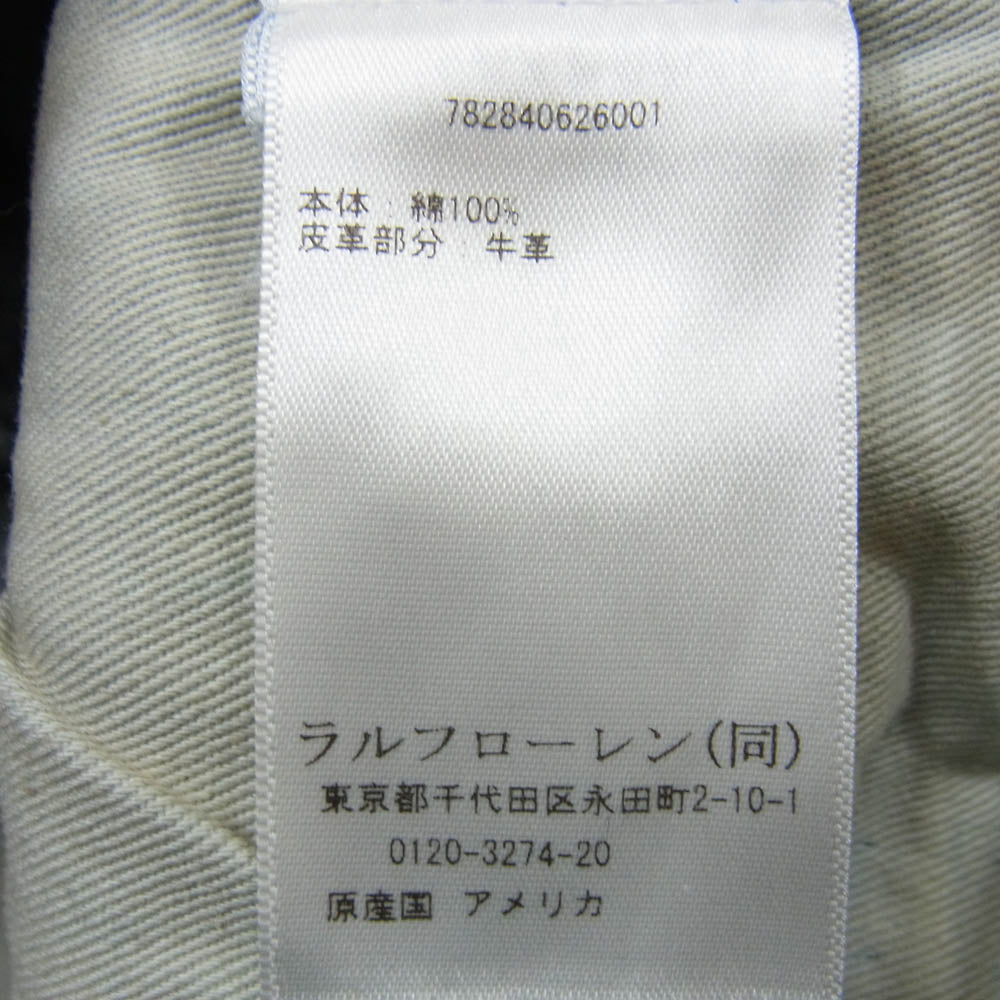 782840626001
本体 : 綿100%
皮革部分 : 牛革
ラルフローレン(同)
東京都千代田区永田町2-10-1
0120-3274-20
原産国 アメリカ